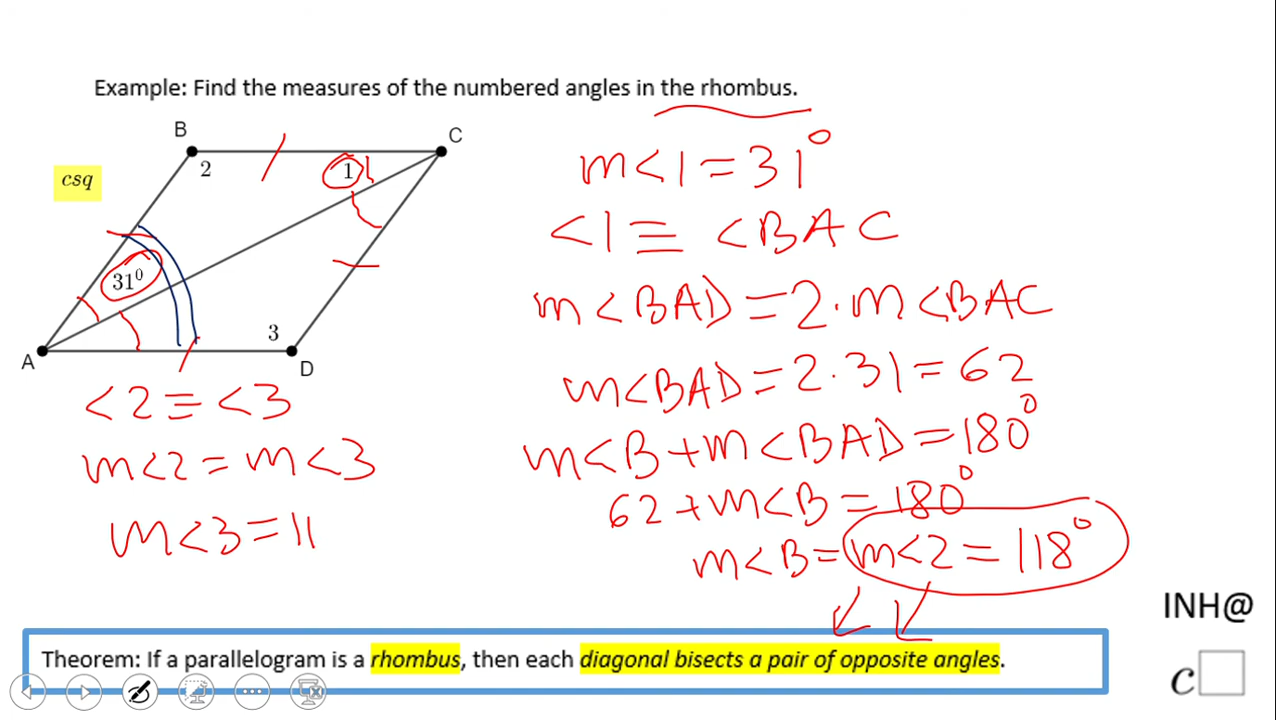 Example: Find the measures of the numbered angles in the rhombus.
B
C
2
1
csq
31⁰
3
A
D
<2 ≅ <3
m<2 = m<3
m<3 = 11
m<1 = 31°
<1 ≅ <BAC
m<BAD = 2·m<BAC
m<BAD = 2·31 = 62
m<B + m<BAD = 180°
62 + m<B = 180°
m<B = m<2 = 118°
INH@
Theorem: If a parallelogram is a rhombus, then each diagonal bisects a pair of opposite angles.
c